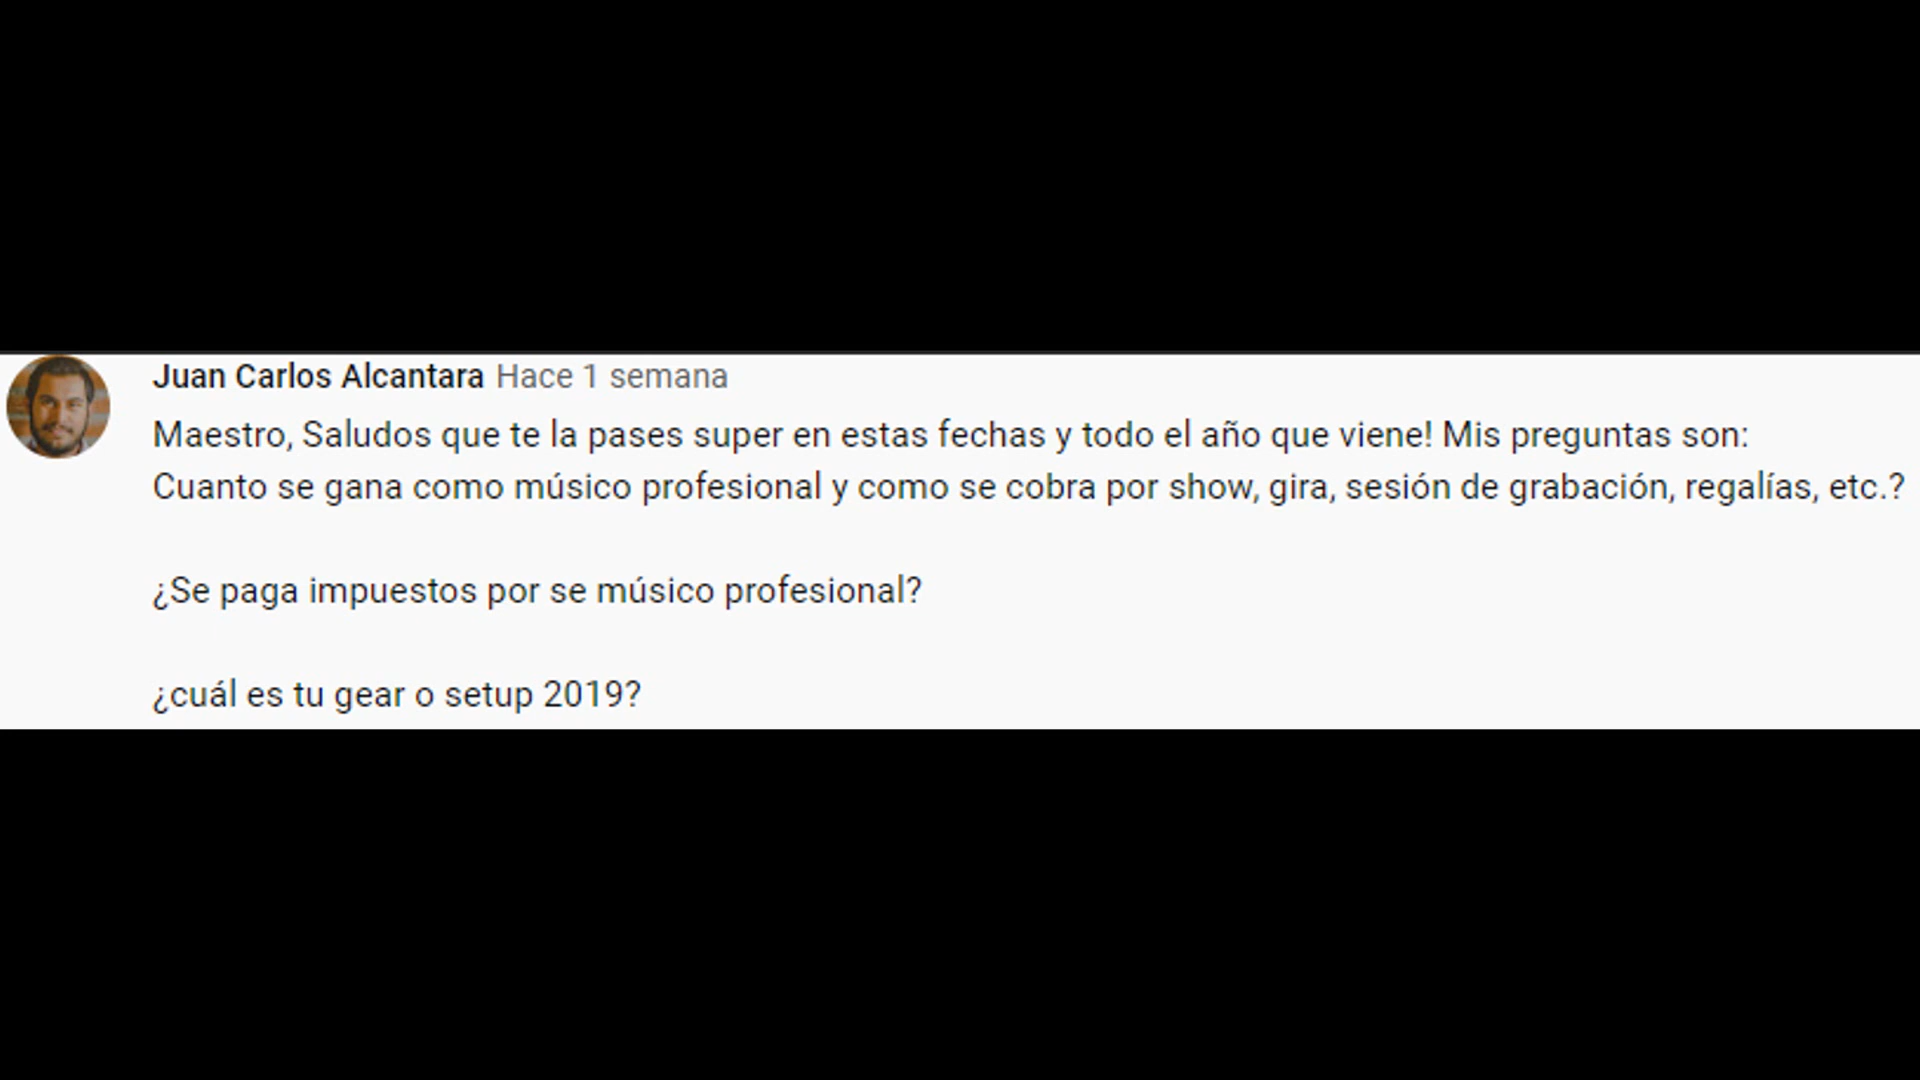 Juan Carlos Alcantara Hace 1 semana
Maestro, Saludos que te la pases super en estas fechas y todo el año que viene! Mis preguntas son:
Cuanto se gana como músico profesional y como se cobra por show, gira, sesión de grabación, regalías, etc.?
¿Se paga impuestos por se músico profesional?
¿cuál es tu gear o setup 2019?